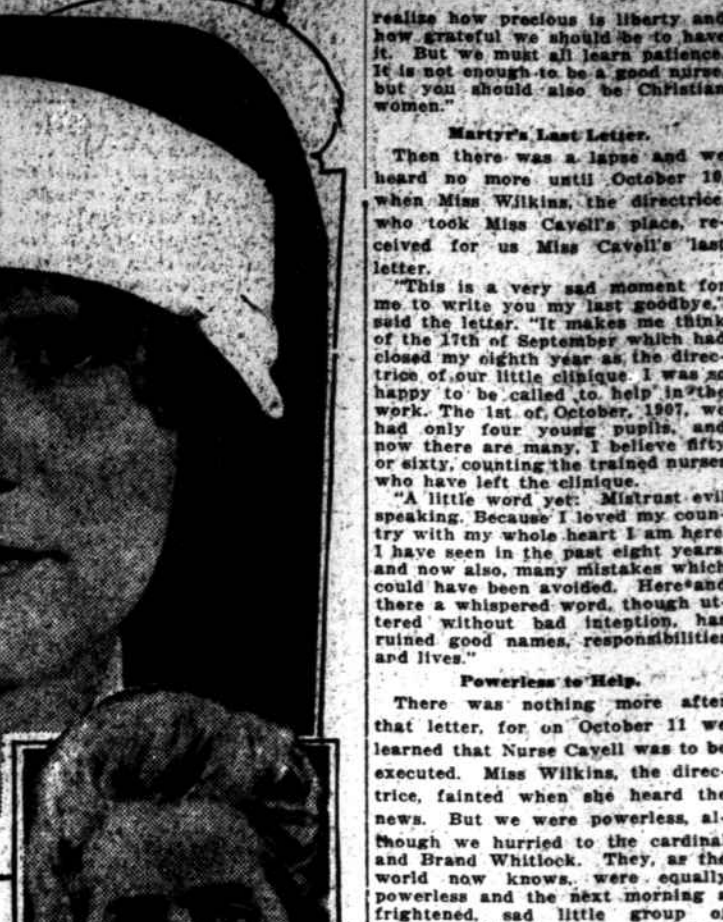 realize how precious is liberty and
how grateful we should be to have
it. But we must all learn patience.
It is not enough to be a good nurse
but you should also be Christian
women."
Martyr's Last Letter.
Then there was a lapse and we
heard no more until October 10,
when Miss Wilkins, the directrice
who took Miss Cavell's place, re-
ceived for us Miss Cavell's last
letter.
"This is a very sad moment for
me to write you my last goodbye,"
said the letter. "It makes me think
of the 17th of September which had
closed my eighth year as the direc-
trice of our little clinique. I was so
happy to be called to help in the
work. The 1st of October, 1907, we
had only four young pupils, and
now there are many, I believe fifty
or sixty, counting the trained nurses
who have left the clinique.
"A little word yet: Mistrust evil
speaking. Because I loved my coun-
try with my whole heart I am here.
I have seen in the past eight years,
and now also, many mistakes which
could have been avoided. Here and
there a whispered word, though ut-
tered without bad intention, has
ruined good names, responsibilities
and lives."
Powerless to Help.
There was nothing more after
that letter, for on October 11 we
learned that Nurse Cavell was to be
executed. Miss Wilkins, the direc-
trice, fainted when she heard the
news. But we were powerless, al-
though we hurried to the cardinal
and Brand Whitlock. They, as the
world now knows, were equally
powerless and the next morning a
frightened, sad little group of